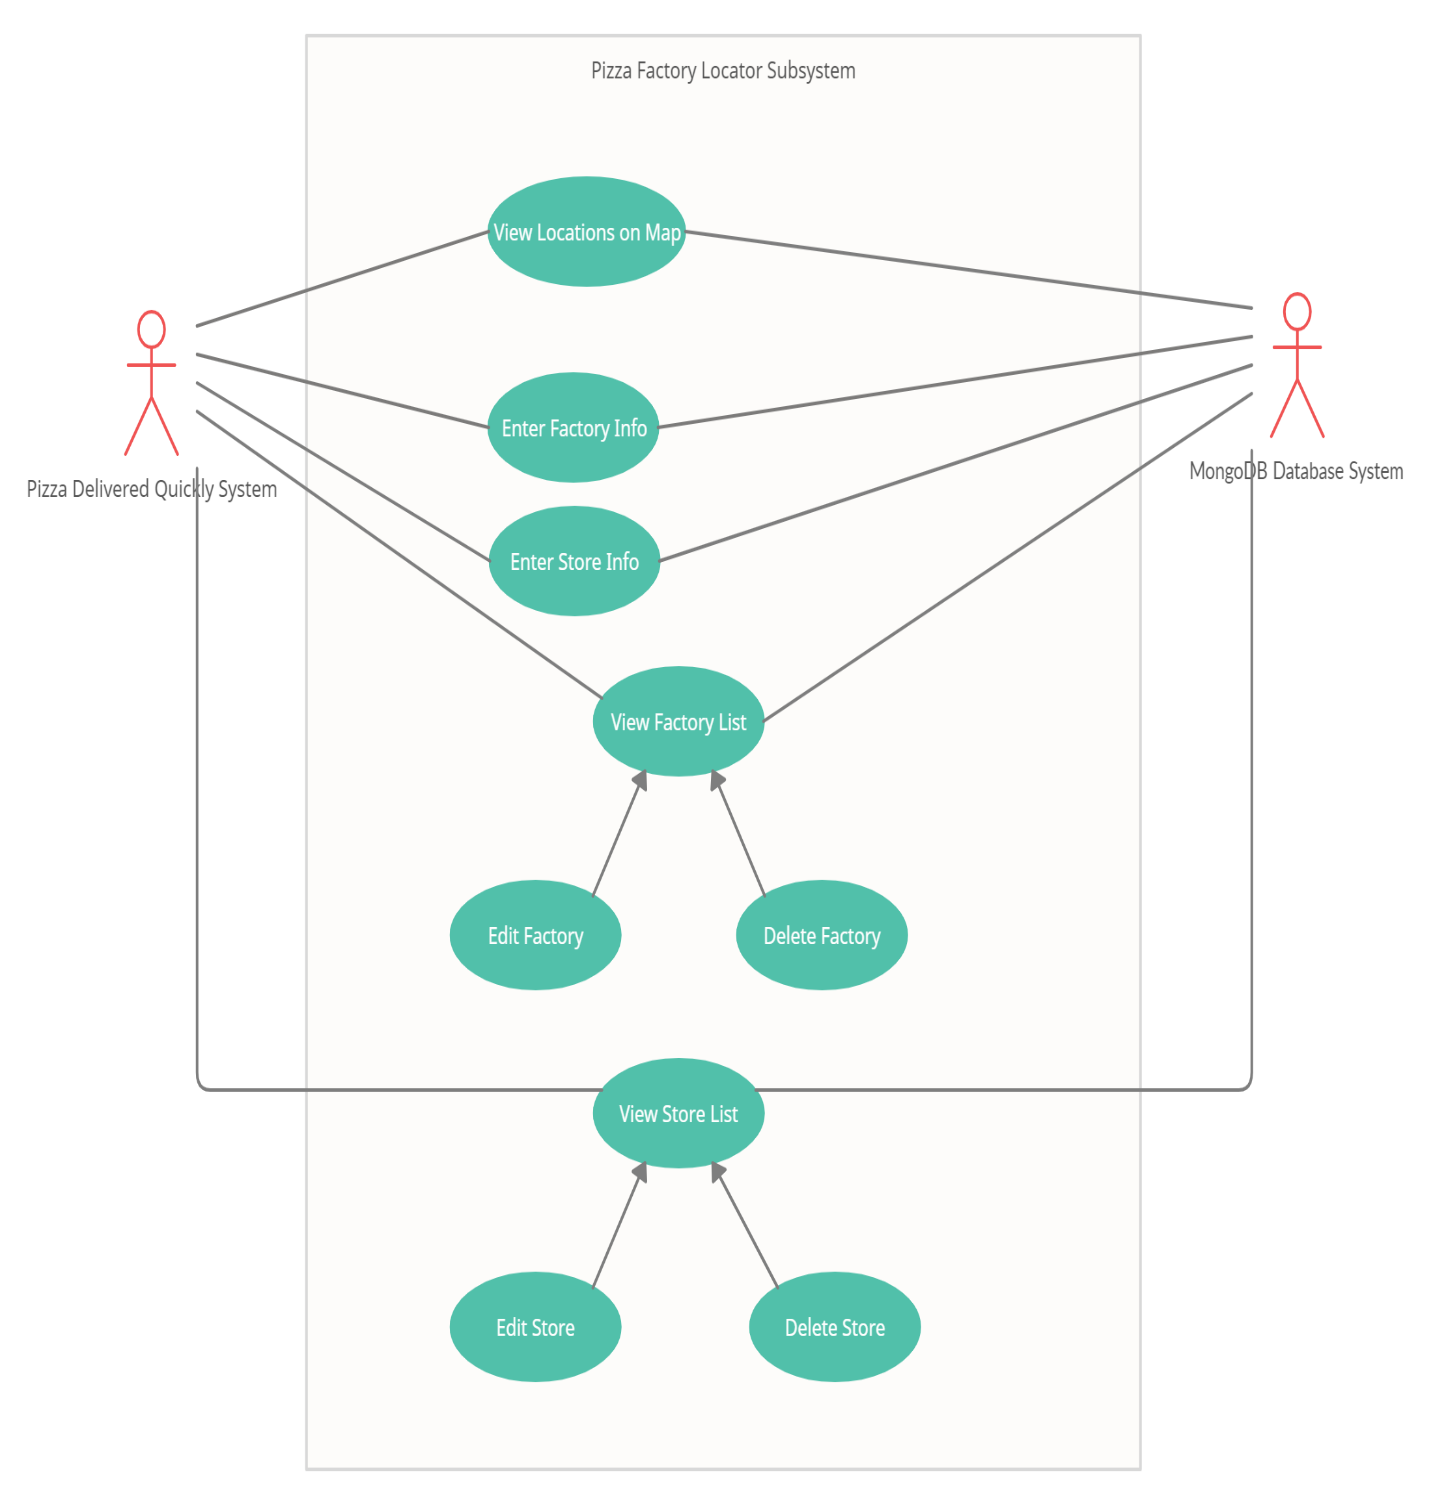 Pizza Factory Locator Subsystem
View Locations on Map
Enter Factory Info
MongoDB Database System
Pizza Delivered Quickly System
Enter Store Info
View Factory List
Edit Factory
Delete Factory
View Store List
Edit Store
Delete Store